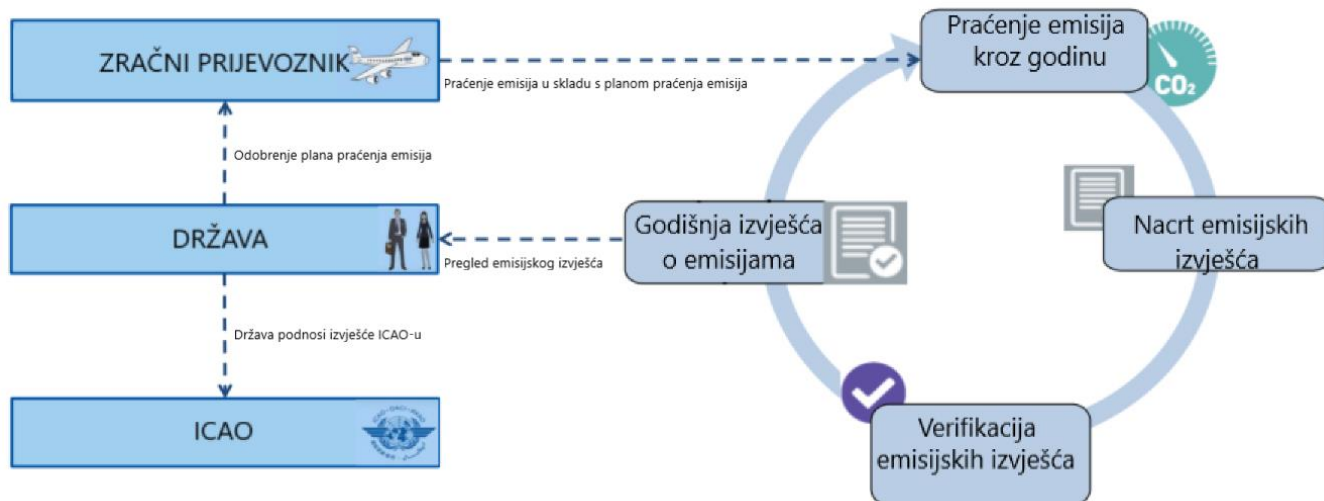 ZRAČNI PRIJEVOZNIK
Praćenje emisija u skladu s planom praćenja emisija
Praćenje emisija
kroz godinu
CO₂
Odobrenje plana praćenja emisija
DRŽAVA
Pregled emisijskog izvješća
Godišnja izvješća
o emisijama
Nacrt emisijskih
izvješća
Država podnosi izvješće ICAO-u
ICAO
Verifikacija
emisijskih izvješća